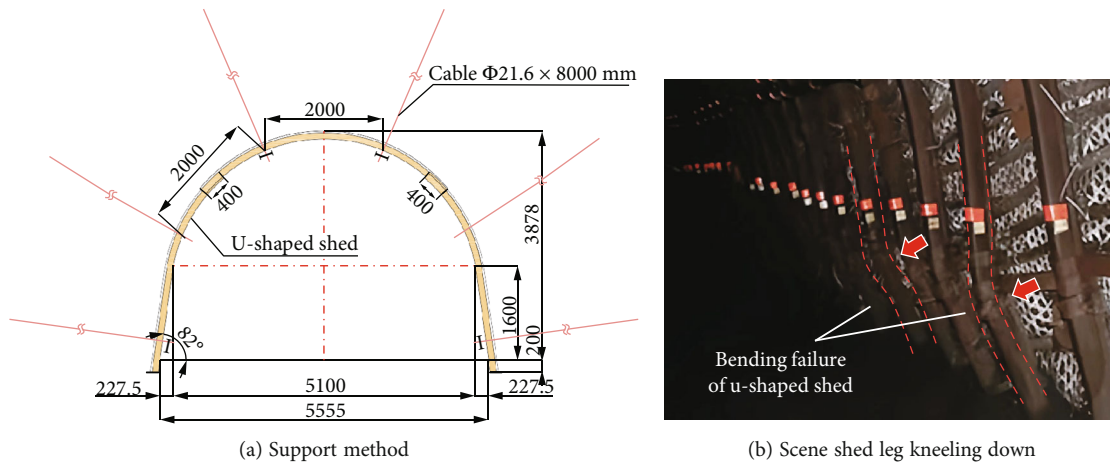 Cable Φ21.6 × 8000 mm
2000
2000
400
400
U-shaped shed
3878
1600
200
82°
227.5
5100
227.5
5555
(a) Support method
Bending failure
of u-shaped shed
(b) Scene shed leg kneeling down